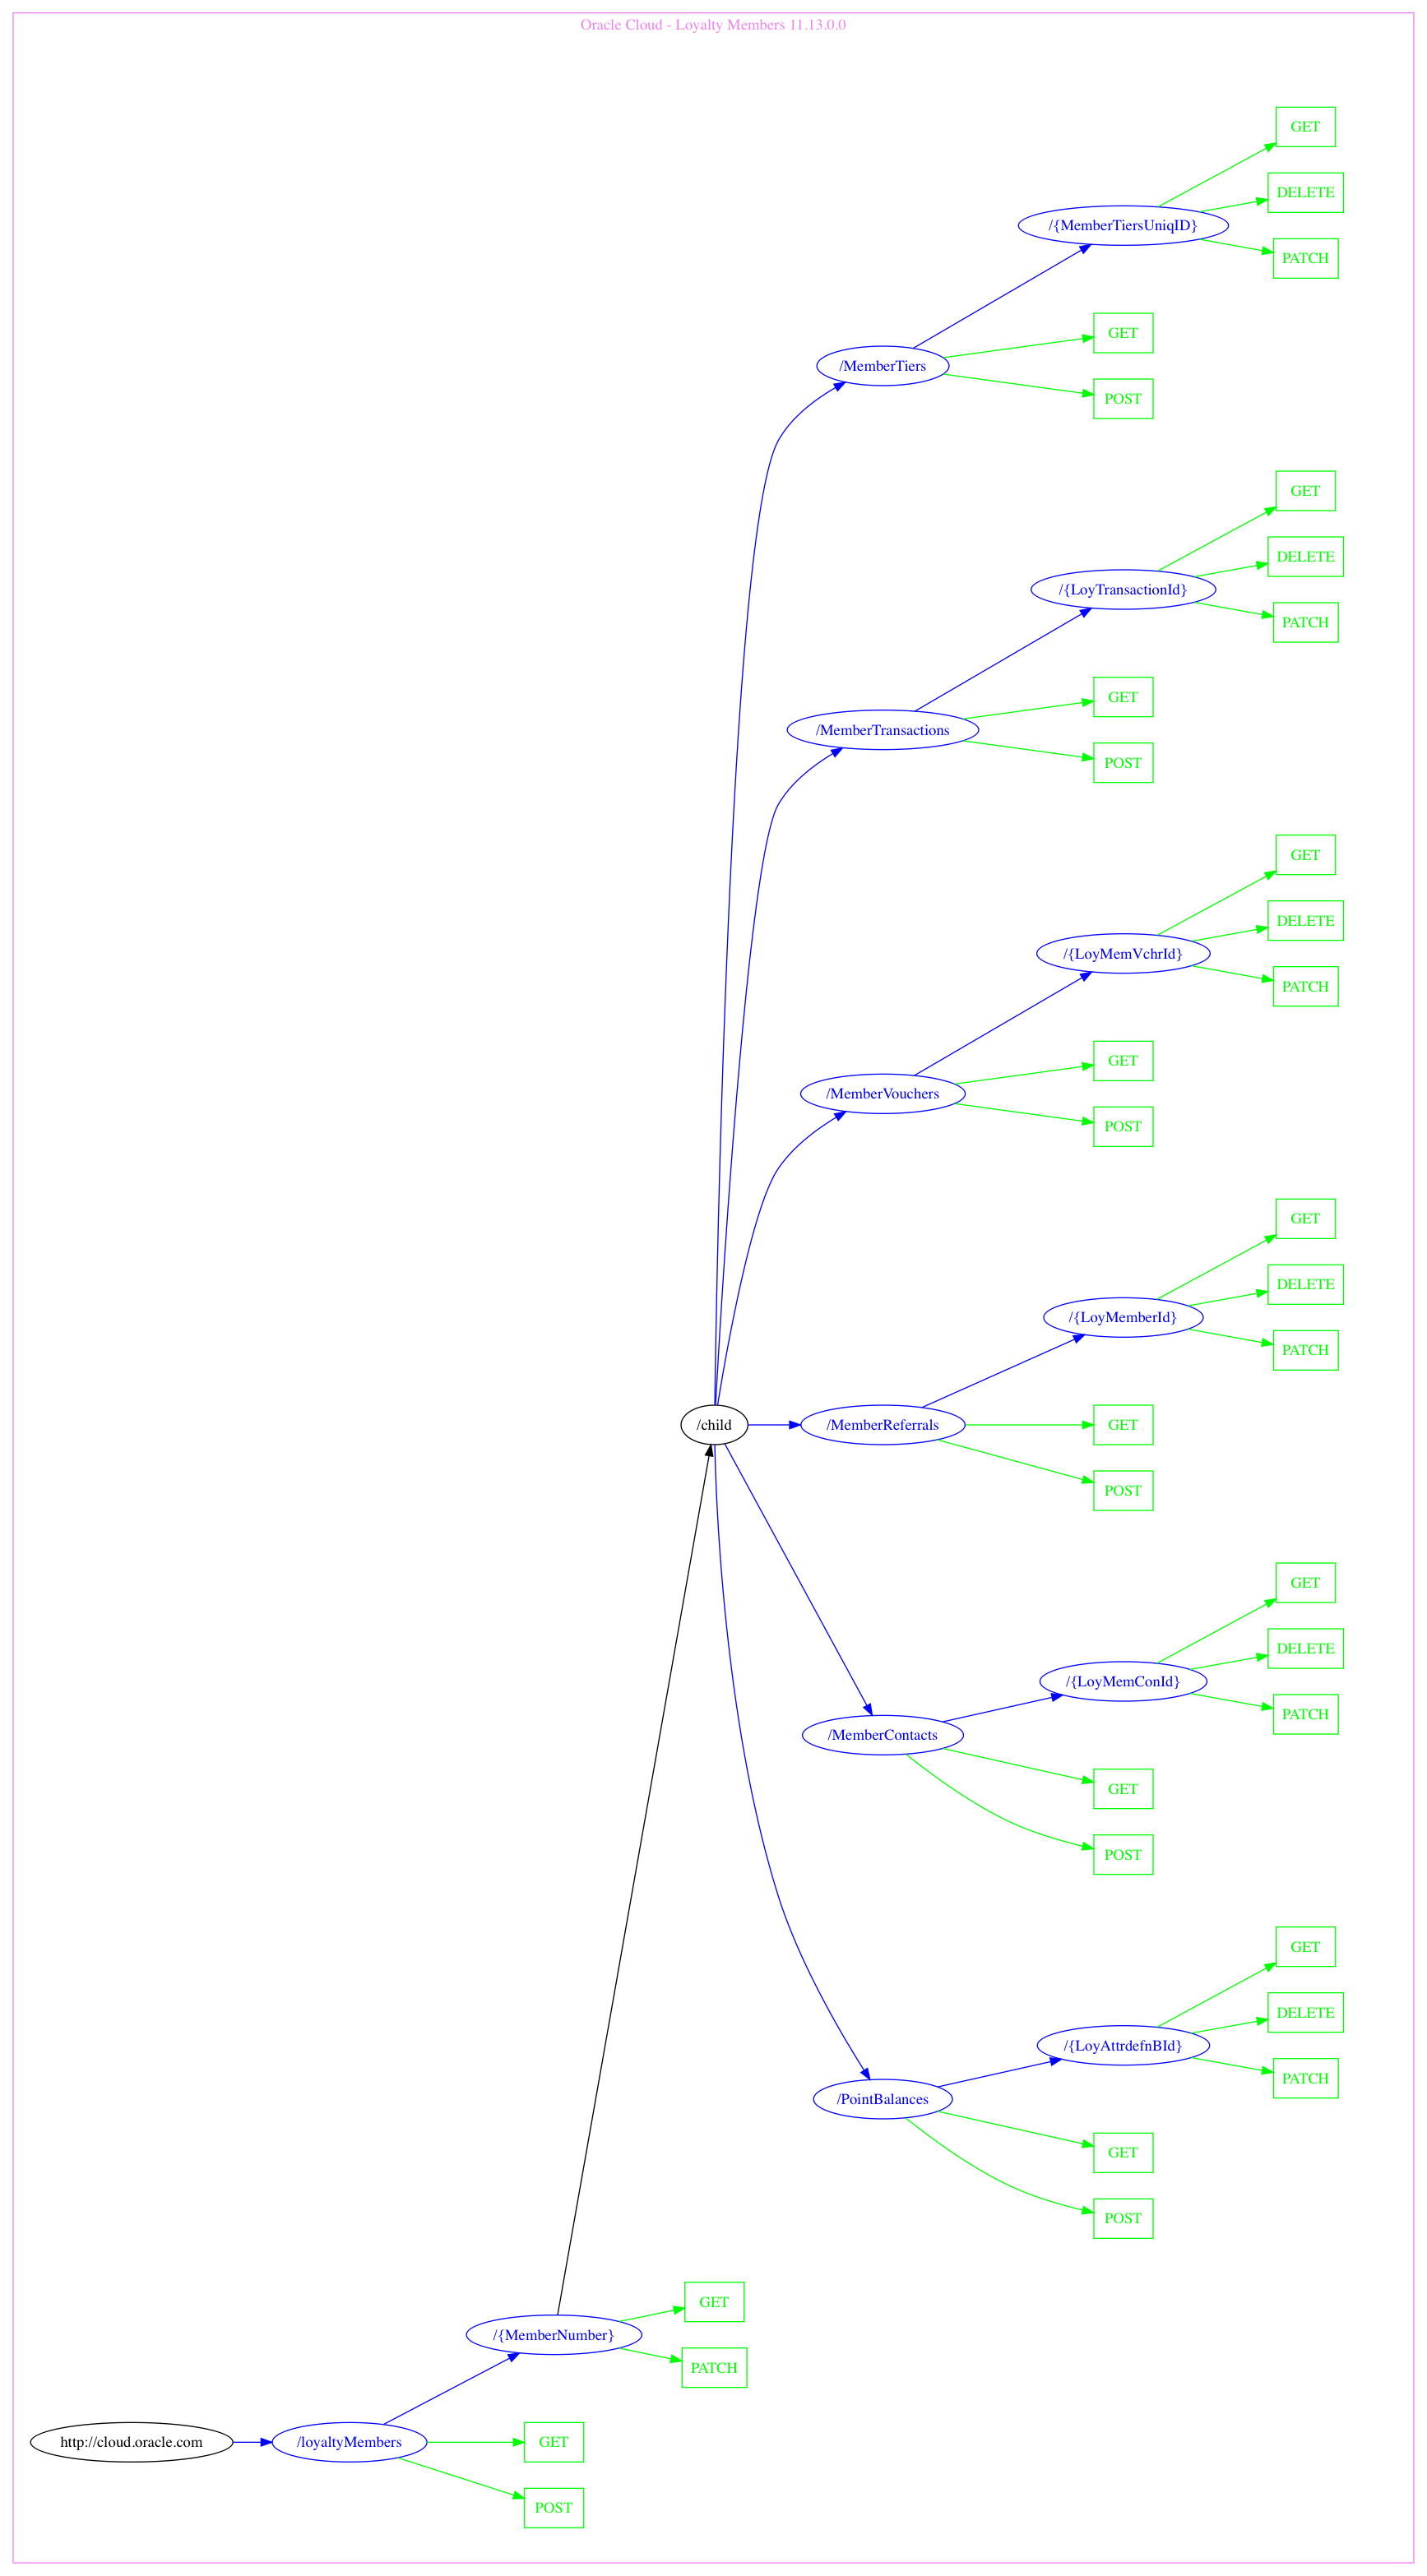 Oracle Cloud - Loyalty Members 11.13.0.0
GET
DELETE
/{MemberTiersUniqID}
PATCH
GET
/MemberTiers
POST
GET
DELETE
/{LoyTransactionId}
PATCH
GET
/MemberTransactions
POST
GET
DELETE
/{LoyMemVchrId}
PATCH
GET
/MemberVouchers
POST
GET
DELETE
/{LoyMemberId}
PATCH
/child
/MemberReferrals
GET
POST
GET
DELETE
/{LoyMemConId}
PATCH
/MemberContacts
GET
POST
GET
DELETE
/{LoyAttrdefnBId}
PATCH
/PointBalances
GET
POST
GET
/{MemberNumber}
PATCH
http://cloud.oracle.com
/loyaltyMembers
GET
POST